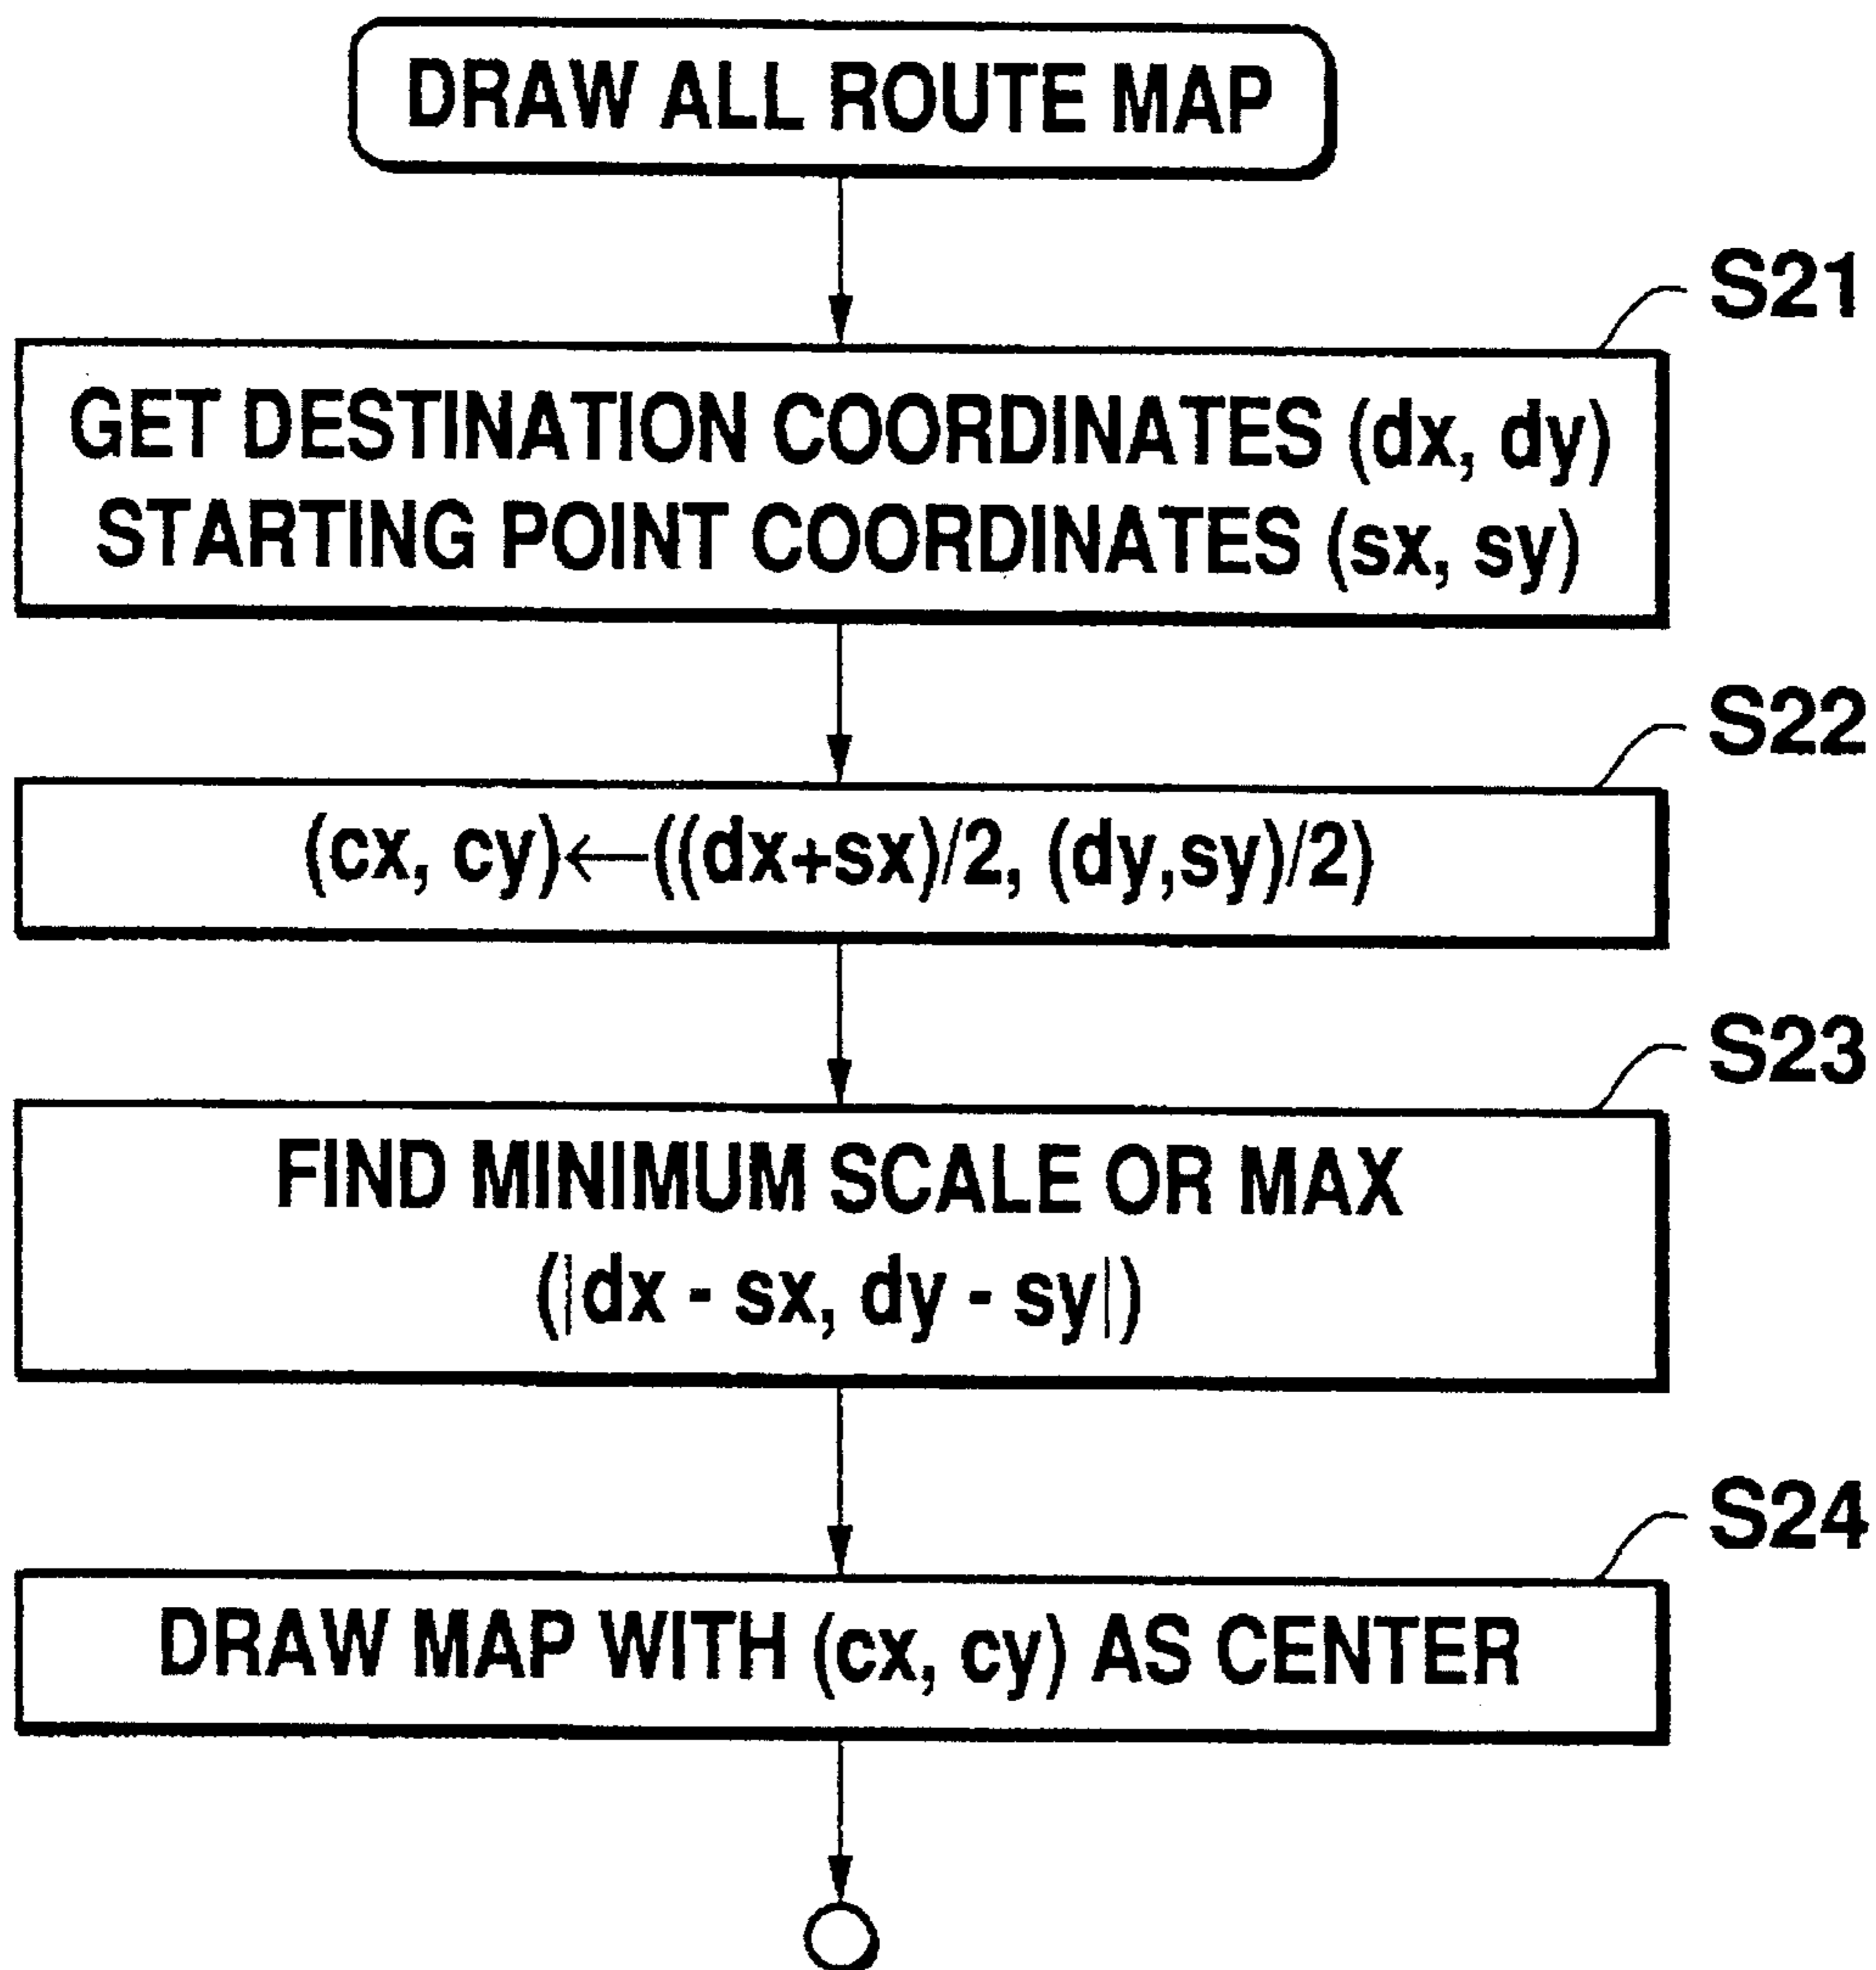 DRAW ALL ROUTE MAP
S21
GET DESTINATION COORDINATES (dx, dy)
STARTING POINT COORDINATES (sx, sy)
S22
(cx, cy)←((dx+sx)/2, (dy,sy)/2)
S23
FIND MINIMUM SCALE OR MAX
(|dx - sx, dy - sy|)
S24
DRAW MAP WITH (cx, cy) AS CENTER